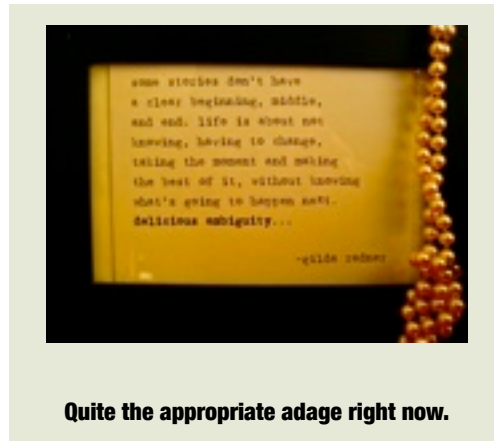 some stories don't have
a clear beginning, middle,
and end. life is about not
knowing, having to change,
taking the moment and making
the best of it, without knowing
what's going to happen next.
delicious ambiguity...
-gilda radner
Quite the appropriate adage right now.